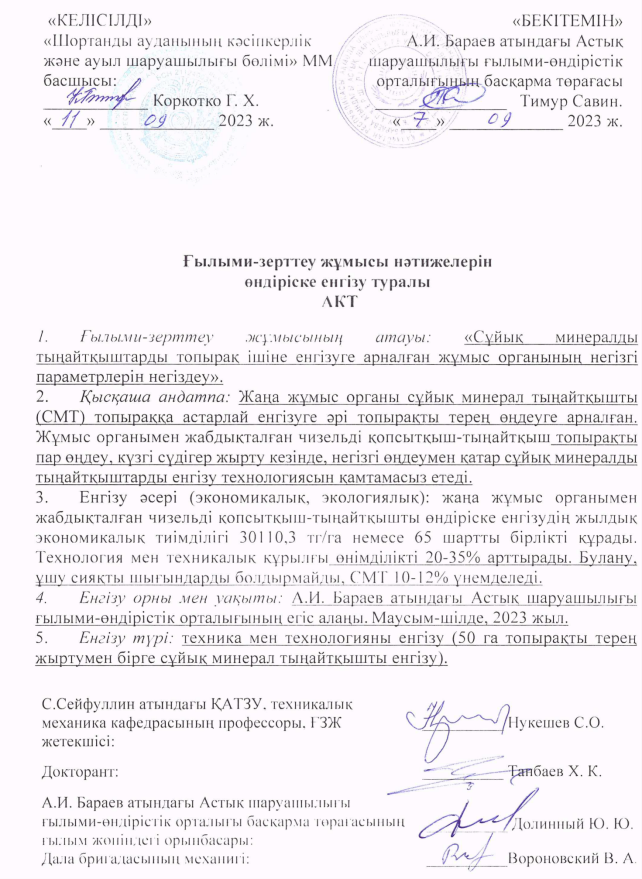 «КЕЛІСІЛДІ»
«Шортанды ауданының кәсіпкерлік
және ауыл шаруашылығы бөлімі» ММ
басшысы:
Коркотко Г. Х.
«11» 09 2023 ж.
«БЕКІТЕМІН»
А.И. Бараев атындағы Астық
шаруашылығы ғылыми-өндірістік
орталығының басқарма төрағасы
Тимур Савин.
«7» 09 2023 ж.
Ғылыми-зерттеу жұмысы нәтижелерін
өндіріске енгізу туралы
АКТ
1. Ғылыми-зерттеу жұмысының атауы: «Сұйық минералды
тыңайтқыштарды топырақ ішіне енгізуге арналған жұмыс органының негізгі
параметрлерін негіздеу».
2. Қысқаша андатпа: Жаңа жұмыс органы сұйық минерал тыңайтқышты
(СМТ) топыраққа астарлай енгізуге әрі топырақты терең өңдеуге арналған.
Жұмыс органымен жабдықталған чизельді қопсытқыш-тыңайтқыш топырақты
пар өңдеу, күзгі сүдігер жырту кезінде, негізгі өңдеумен қатар сұйық минералды
тыңайтқыштарды енгізу технологиясын қамтамасыз етеді.
3. Енгізу әсері (экономикалық, экологиялық): жаңа жұмыс органымен
жабдықталған чизельді қопсытқыш-тыңайтқышты өндіріске енгізудің жылдық
экономикалық тиімділігі 30110,3 тг/га немесе 65 шартты бірлікті құрады.
Технология мен техникалық құрылғы өнімділікті 20-35% арттырады. Булану,
ұшу сияқты шығындарды болдырмайды, СМТ 10-12% үнемделеді.
4. Енгізу орны мен уақыты: А.И. Бараев атындағы Астық шаруашылығы
ғылыми-өндірістік орталығының егіс алаңы. Маусым-шілде, 2023 жыл.
5. Енгізу түрі: техника мен технологияны енгізу (50 га топырақты терең
жыртумен бірге сұйық минерал тыңайтқышты енгізу).
С.Сейфуллин атындағы ҚАТЗУ, техникалық
механика кафедрасының профессоры, ҒЗЖ
жетекшісі:
Нукешев С.О.
Докторант:
Танбаев Х. К.
А.И. Бараев атындағы Астық шаруашылығы
ғылыми-өндірістік орталығы басқарма төрағасының
ғылым жөніндегі орынбасары:
Долинный Ю. Ю.
Дала бригадасының механигі:
Вороновский В. А.